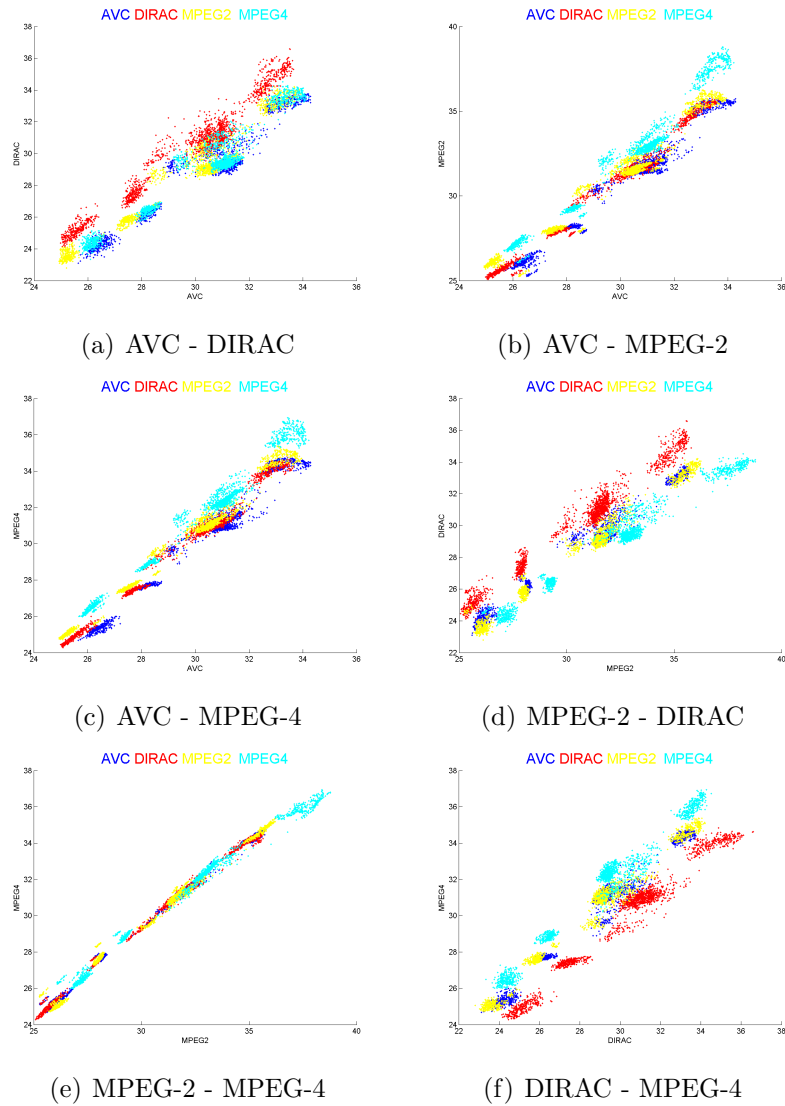 AVC DIRAC MPEG2 MPEG4
38
36
34
32
30
28
26
24
22
DIRAC
24 26 28 30 32 34 36
AVC
(a) AVC - DIRAC
AVC DIRAC MPEG2 MPEG4
40
35
30
25
MPEG2
24 26 28 30 32 34 36
AVC
(b) AVC - MPEG-2
AVC DIRAC MPEG2 MPEG4
38
36
34
32
30
28
26
24
MPEG4
24 26 28 30 32 34 36
AVC
(c) AVC - MPEG-4
AVC DIRAC MPEG2 MPEG4
38
36
34
32
30
28
26
24
22
DIRAC
25 30 35 40
MPEG2
(d) MPEG-2 - DIRAC
AVC DIRAC MPEG2 MPEG4
38
36
34
32
30
28
26
24
MPEG4
25 30 35 40
MPEG2
(e) MPEG-2 - MPEG-4
AVC DIRAC MPEG2 MPEG4
38
36
34
32
30
28
26
24
MPEG4
22 24 26 28 30 32 34 36 38
DIRAC
(f) DIRAC - MPEG-4